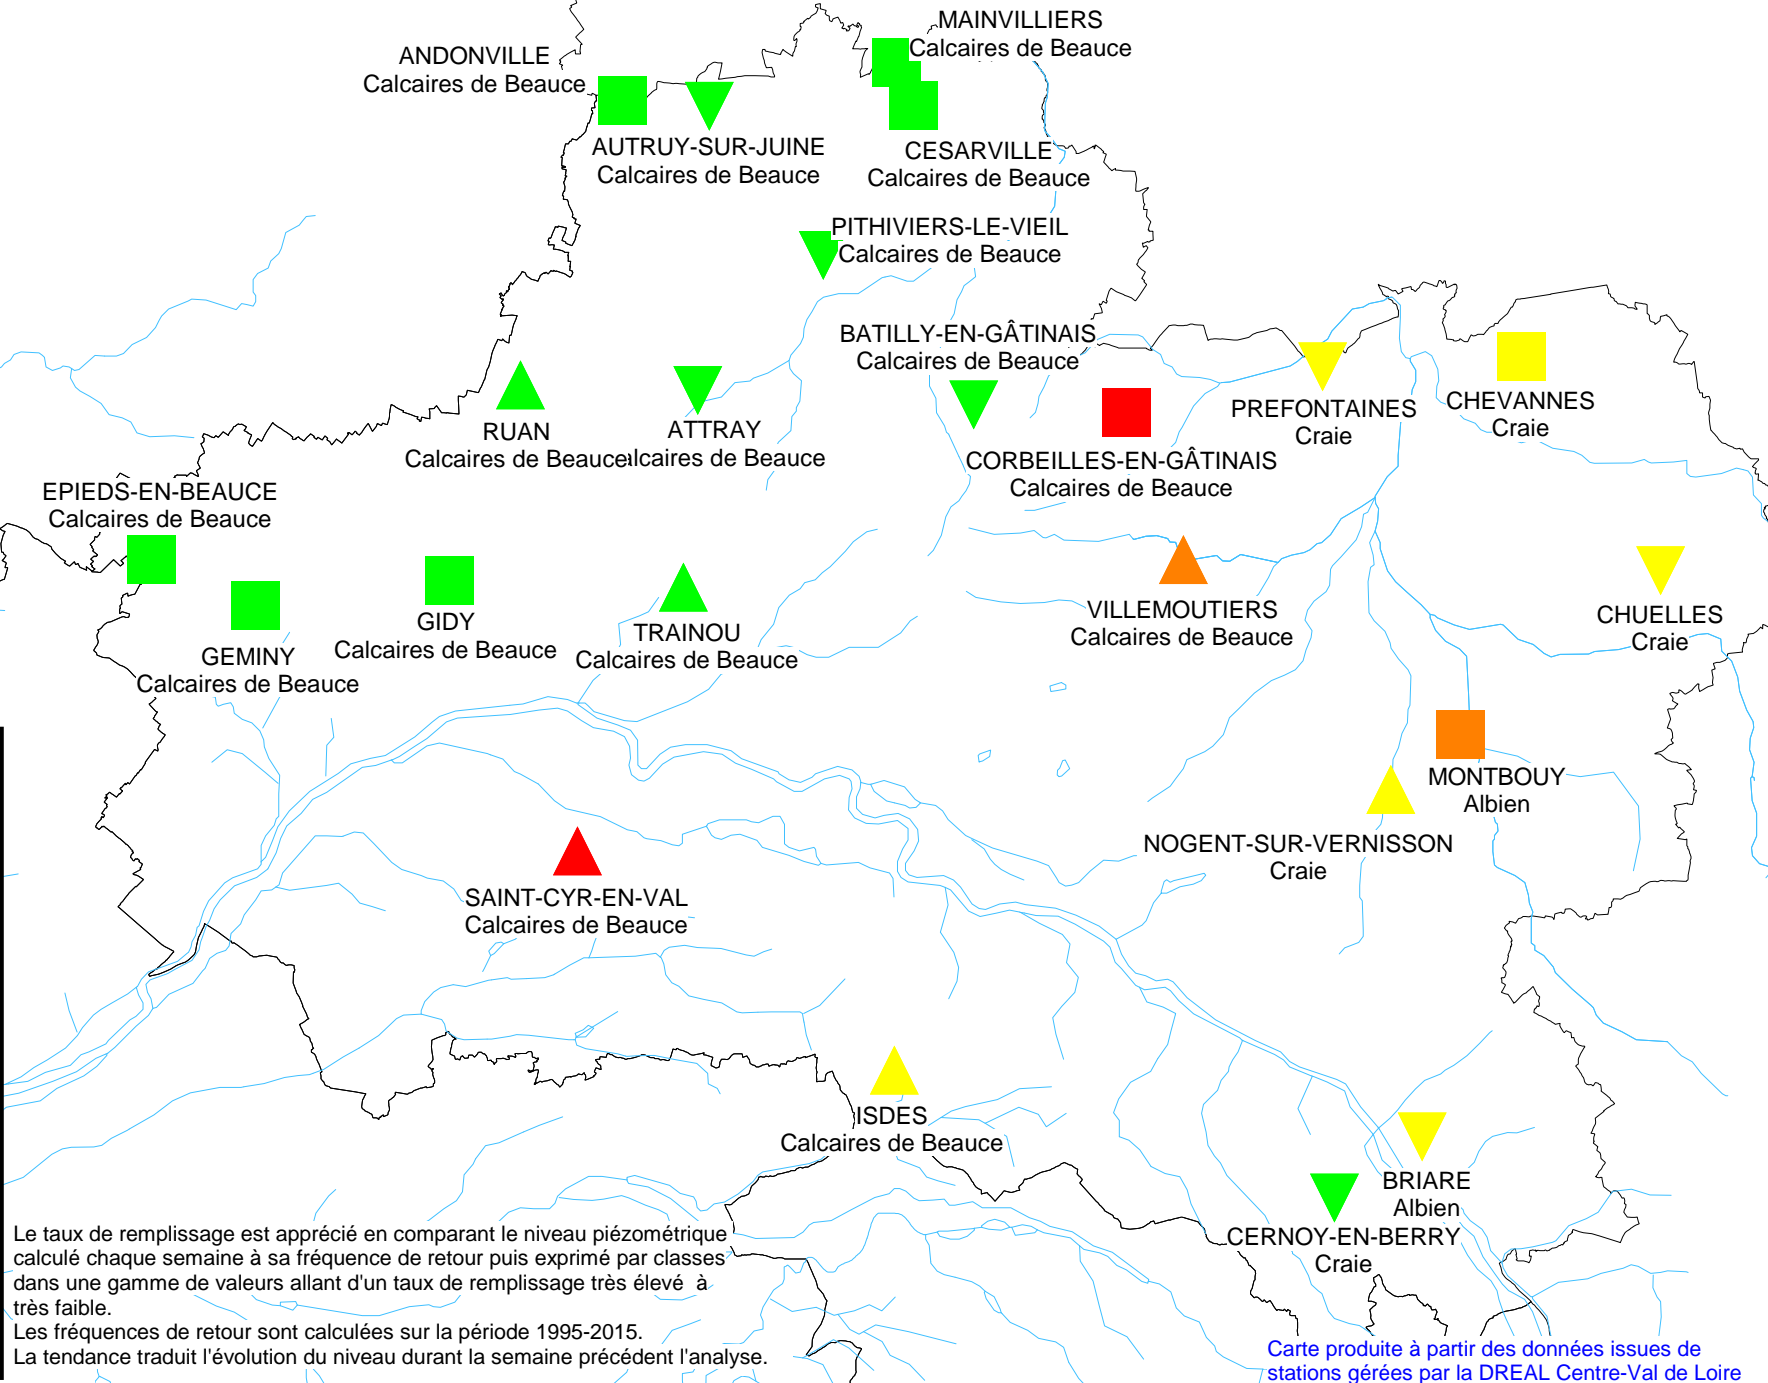 MAINVILLIERS
Calcaires de Beauce
ANDONVILLE
Calcaires de Beauce
AUTRUY-SUR-JUINE
Calcaires de Beauce
CESARVILLE
Calcaires de Beauce
PITHIVIERS-LE-VIEIL
Calcaires de Beauce
BATILLY-EN-GÂTINAIS
Calcaires de Beauce
PREFONTAINES
Craie
CHEVANNES
Craie
RUAN
Calcaires de Beauce
ATTRAY
alcaires de Beauce
CORBEILLES-EN-GÂTINAIS
Calcaires de Beauce
EPIEDS-EN-BEAUCE
Calcaires de Beauce
GEMINY
Calcaires de Beauce
GIDY
Calcaires de Beauce
TRAINOU
Calcaires de Beauce
VILLEMOUTIERS
Calcaires de Beauce
CHUELLES
Craie
MONTBOUY
Albien
NOGENT-SUR-VERNISSON
Craie
SAINT-CYR-EN-VAL
Calcaires de Beauce
ISDES
Calcaires de Beauce
BRIARE
Albien
CERNOY-EN-BERRY
Craie
Le taux de remplissage est apprécié en comparant le niveau piézométrique
calculé chaque semaine à sa fréquence de retour puis exprimé par classes
dans une gamme de valeurs allant d'un taux de remplissage très élevé à
très faible.
Les fréquences de retour sont calculées sur la période 1995-2015.
La tendance traduit l'évolution du niveau durant la semaine précédent l'analyse.
Carte produite à partir des données issues de
stations gérées par la DREAL Centre-Val de Loire